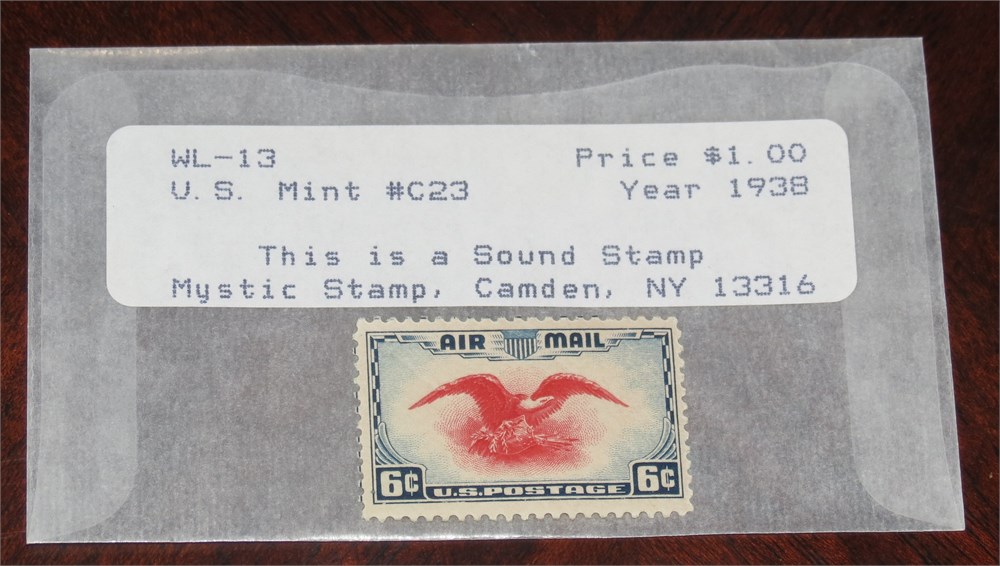 WL-13 Price $1.00
U.S. Mint #C23 Year 1938
This is a Sound Stamp
Mystic Stamp, Camden, NY 13316
AIR MAIL
6¢ U.S. POSTAGE 6¢